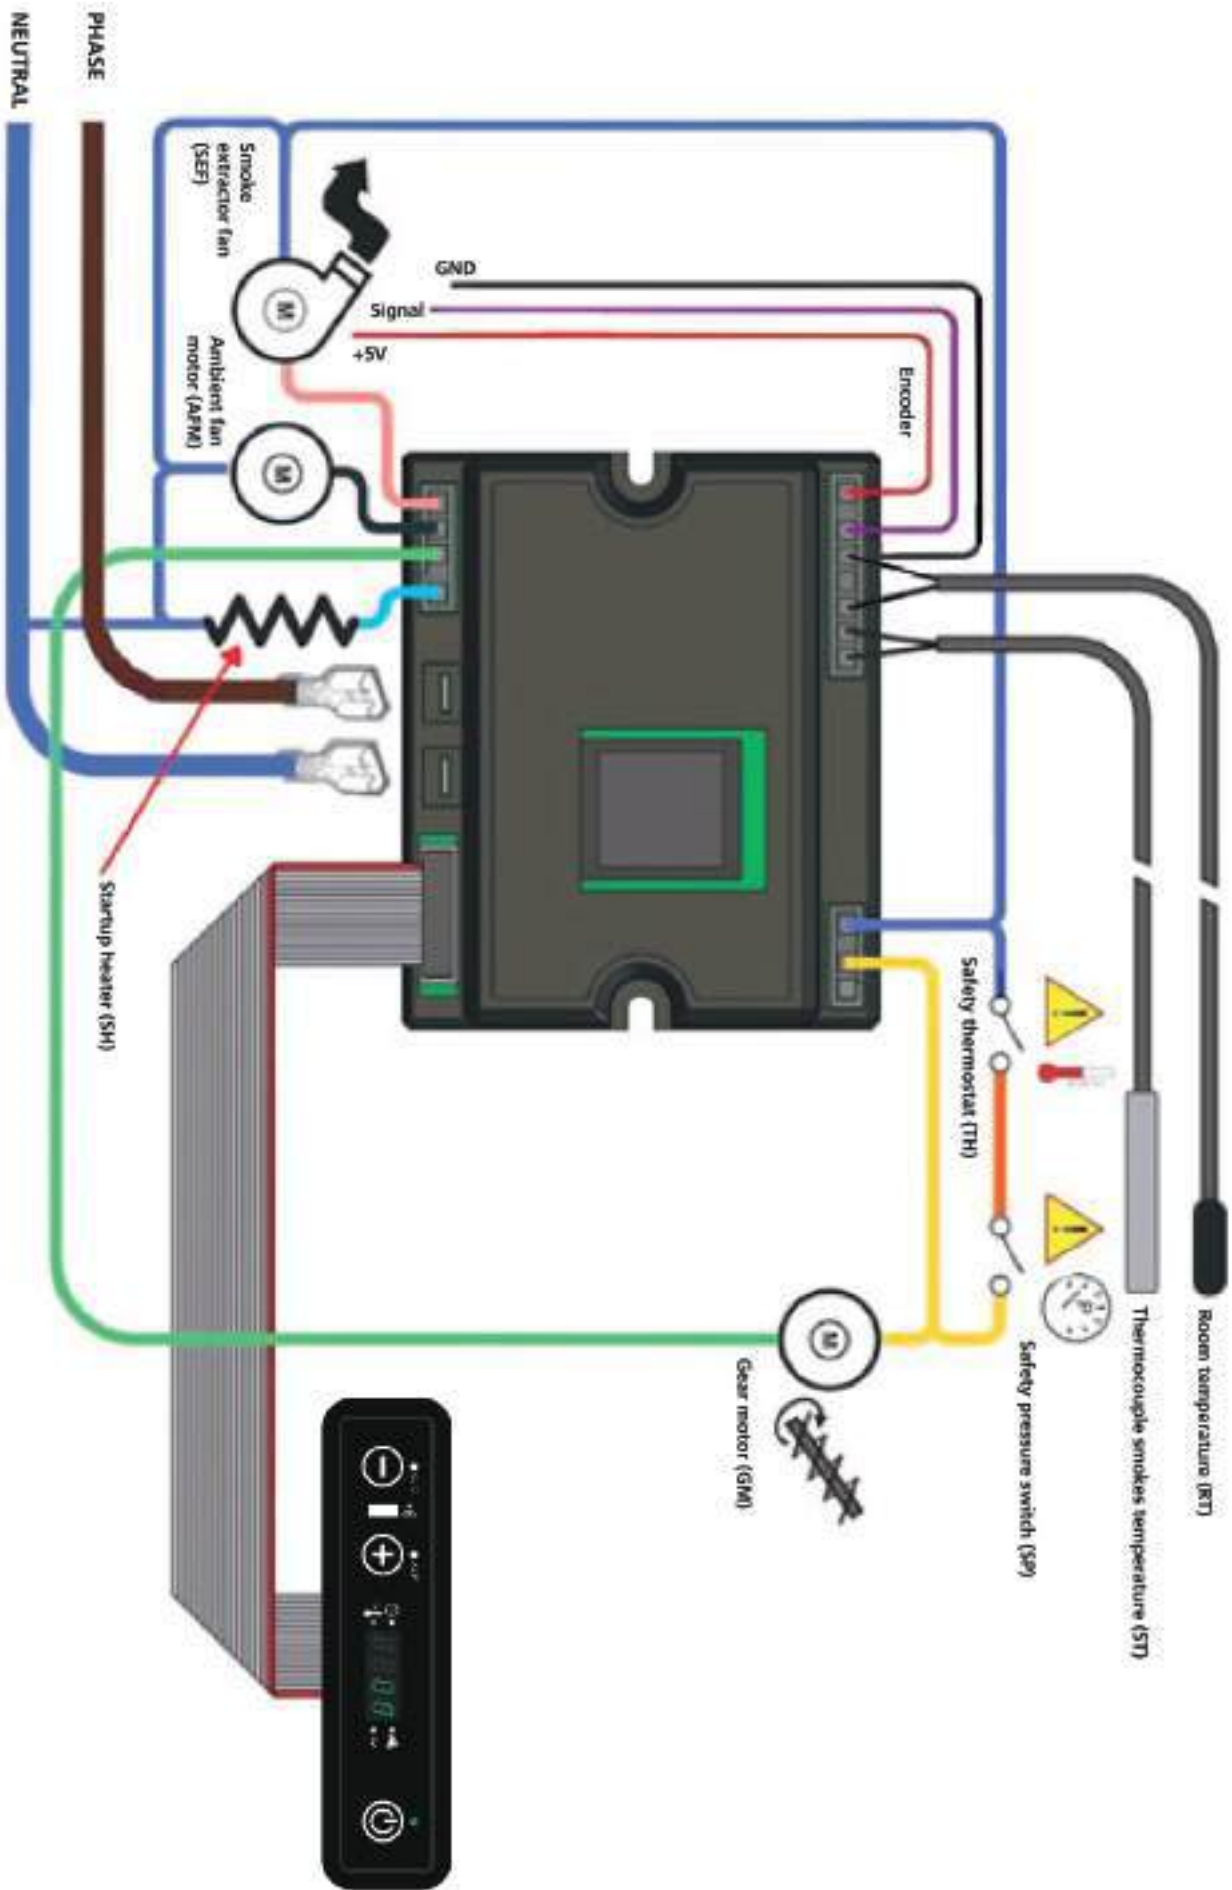 NEUTRAL
PHASE
Smoke
extractor fan
(SEF)
Ambient fan
motor (AFM)
M
M
GND
Signal
+5V
Encoder
Startup heater (SH)
Safety thermostat (TH)
Safety pressure switch (SP)
Gear motor (GM)
M
Thermocouple smokes temperature (ST)
Room temperature (RT)